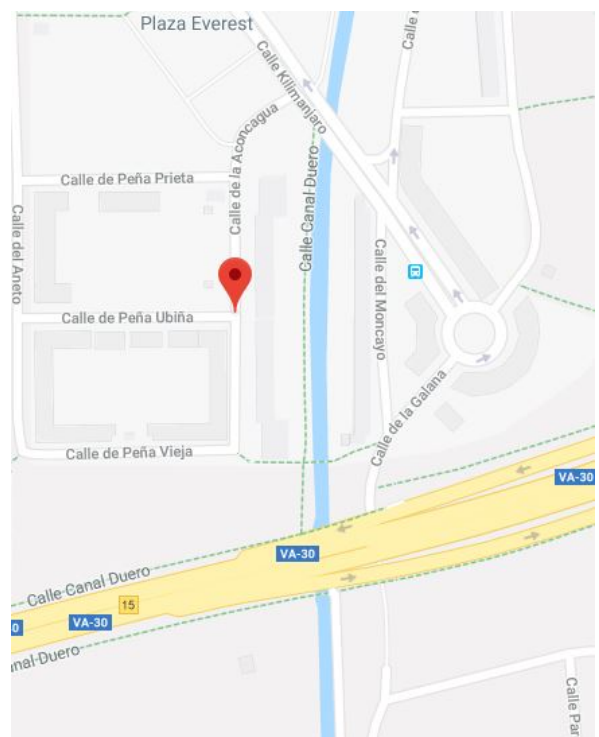 Plaza Everest
Calle Kilimanjaro
Calle d
Calle de la Aconcagua
Calle de Peña Prieta
Calle Canal Duero
Calle del Aneto
Calle del Moncayo
Calle de Peña Ubiña
Calle de la Galana
Calle de Peña Vieja
VA-30
VA-30
Calle Canal Duero
15
VA-30
0
nal Duero
Calle Par